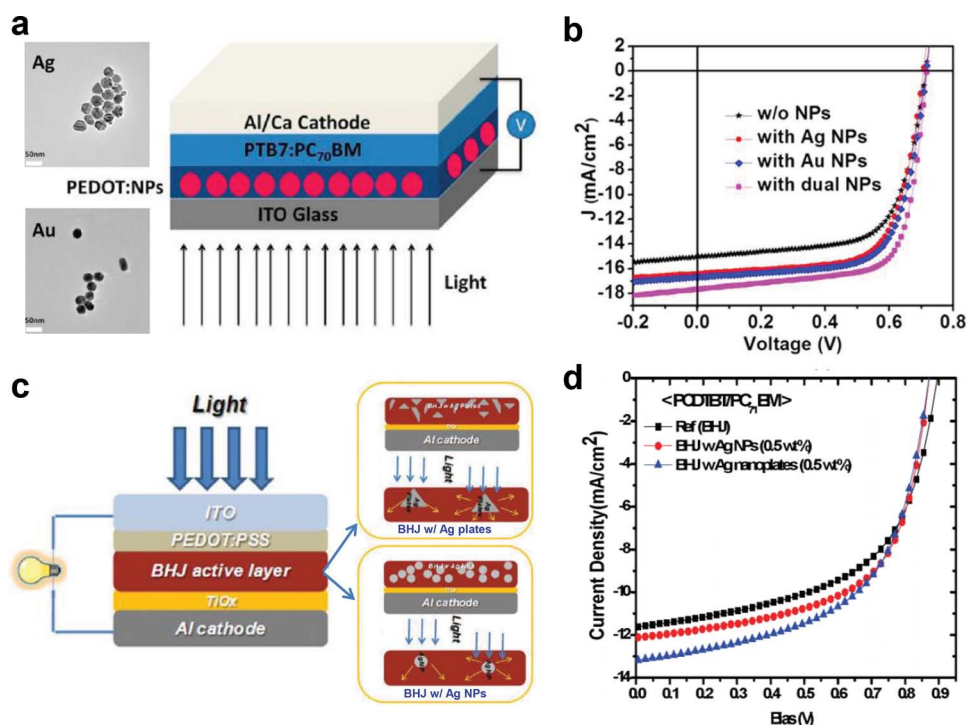 a
Ag
50nm
Au
50nm
Al/Ca Cathode
PTB7:PC70BM
PEDOT:NPs
ITO Glass
Light
V
b
2
0
-2
-4
-6
-8
-10
-12
-14
-16
-18
J (mA/cm2)
w/o NPs
with Ag NPs
with Au NPs
with dual NPs
-0.2
0.0
0.2
0.4
0.6
0.8
Voltage (V)
c
Light
ITO
PEDOT:PSS
BHJ active layer
TiOx
Al cathode
BHJ w Ag Plates
Al cathode
Light
BHJ w/ Ag plates
Al cathode
Light
BHJ w/ Ag NPs
d
0
-2
-4
-6
-8
-10
-12
-14
Current Density(mA/cm2)
<PODTBT/PC71BM>
Ref (BHJ)
BHJ w Ag NPs (0.5 wt%)
BHJ w Ag nanoplates (0.5 wt%)
0.0 0.1 0.2 0.3 0.4 0.5 0.6 0.7 0.8 0.9
Bias(V)